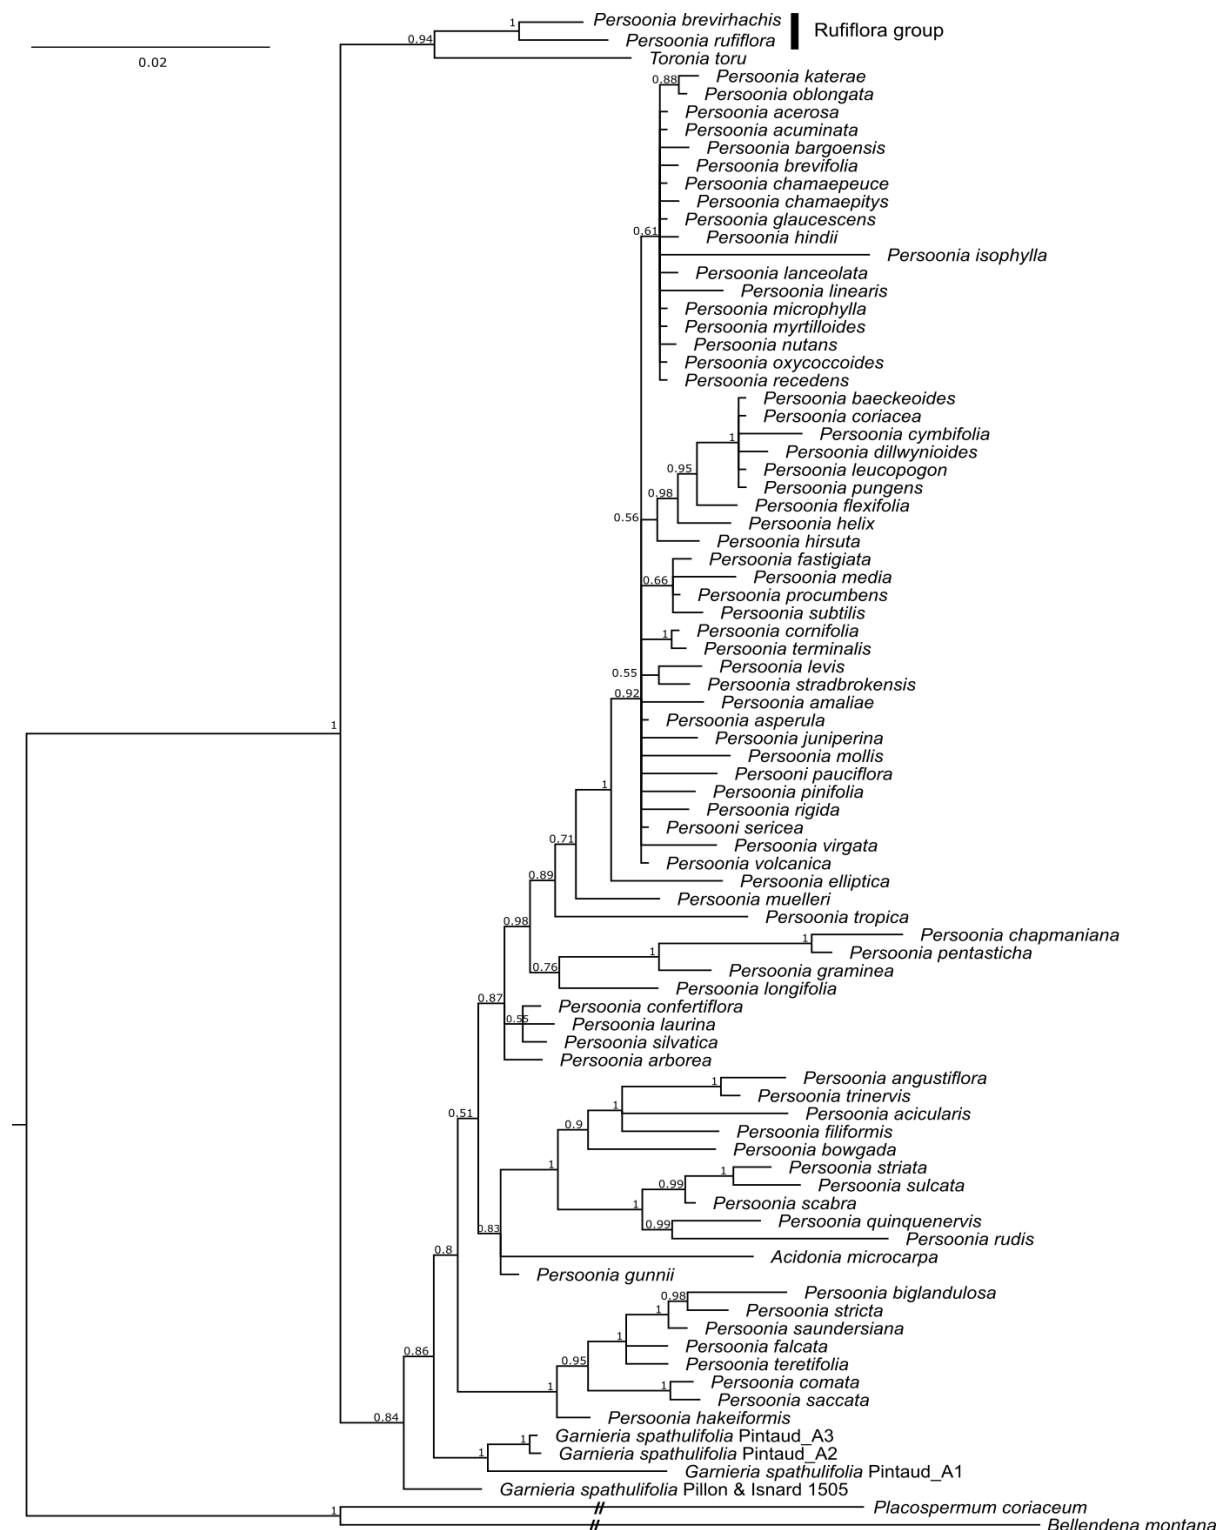 1
Persoonia brevirhachis
Rufiflora group
0.94
Persoonia rufiflora
0.02
Toronia toru
0.88
Persoonia katerae
Persoonia oblongata
Persoonia acerosa
Persoonia acuminata
Persoonia bargoensis
Persoonia brevifolia
Persoonia chamaepeuce
Persoonia chamaepitys
Persoonia glaucescens
0.61
Persoonia hindii
Persoonia isophylla
Persoonia lanceolata
Persoonia linearis
Persoonia microphylla
Persoonia myrtilloides
Persoonia nutans
Persoonia oxycoccoides
Persoonia recedens
Persoonia baeckeoides
Persoonia coriacea
1
Persoonia cymbifolia
Persoonia dillwynioides
0.95
Persoonia leucopogon
Persoonia pungens
0.98
Persoonia flexifolia
0.56
Persoonia helix
Persoonia hirsuta
Persoonia fastigiata
0.66
Persoonia media
Persoonia procumbens
Persoonia subtilis
1
Persoonia cornifolia
Persoonia terminalis
0.55
Persoonia levis
Persoonia stradbrokensis
0.92
Persoonia amaliae
Persoonia asperula
1
Persoonia juniperina
Persoonia mollis
Persooni pauciflora
1
Persoonia pinifolia
Persoonia rigida
Persooni sericea
0.71
Persoonia virgata
Persoonia volcanica
0.89
Persoonia elliptica
Persoonia muelleri
0.98
Persoonia tropica
1
Persoonia chapmaniana
1
Persoonia pentasticha
0.76
Persoonia graminea
Persoonia longifolia
0.87
Persoonia confertiflora
0.55
Persoonia laurina
Persoonia silvatica
Persoonia arborea
1
Persoonia angustiflora
Persoonia trinervis
0.51
1
Persoonia acicularis
0.9
Persoonia filiformis
Persoonia bowgada
1
1
Persoonia striata
0.99
Persoonia sulcata
1
Persoonia scabra
0.83
0.99
Persoonia quinquenervis
Persoonia rudis
0.8
Acidonia microcarpa
Persoonia gunnii
0.98
Persoonia biglandulosa
1
Persoonia stricta
Persoonia saundersiana
1
Persoonia falcata
0.86
0.95
Persoonia teretifolia
1
1
Persoonia comata
Persoonia saccata
0.84
Persoonia hakeiformis
1
Garnieria spathulifolia Pintaud_A3
1
Garnieria spathulifolia Pintaud_A2
Garnieria spathulifolia Pintaud_A1
Garnieria spathulifolia Pillon & Isnard 1505
1
Placospermum coriaceum
Bellendena montana